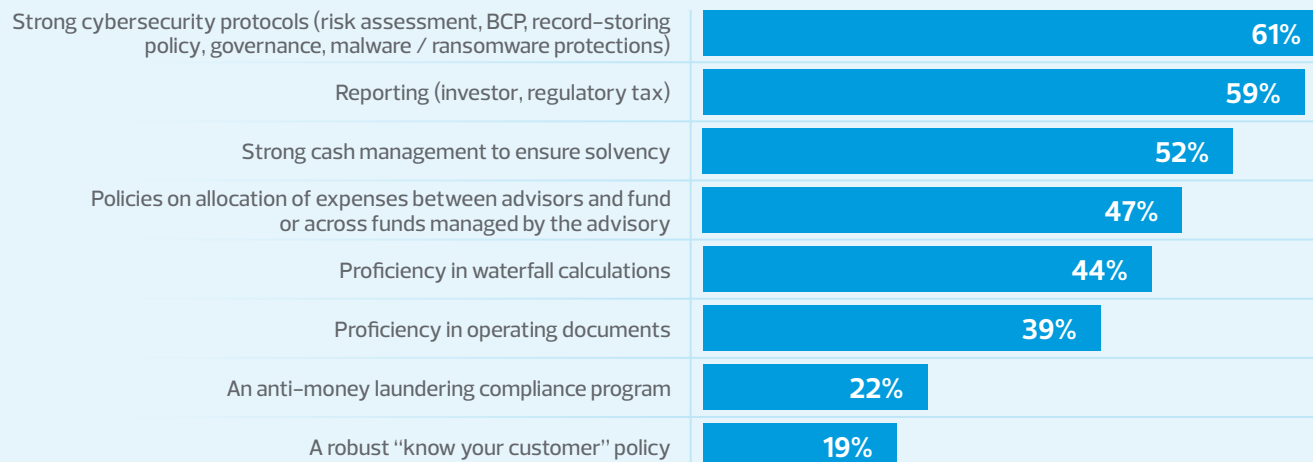 Strong cybersecurity protocols (risk assessment, BCP, record-storing
policy, governance, malware / ransomware protections)
61%
Reporting (investor, regulatory tax)
59%
Strong cash management to ensure solvency
52%
Policies on allocation of expenses between advisors and fund
or across funds managed by the advisory
47%
Proficiency in waterfall calculations
44%
Proficiency in operating documents
39%
An anti-money laundering compliance program
22%
A robust “know your customer” policy
19%